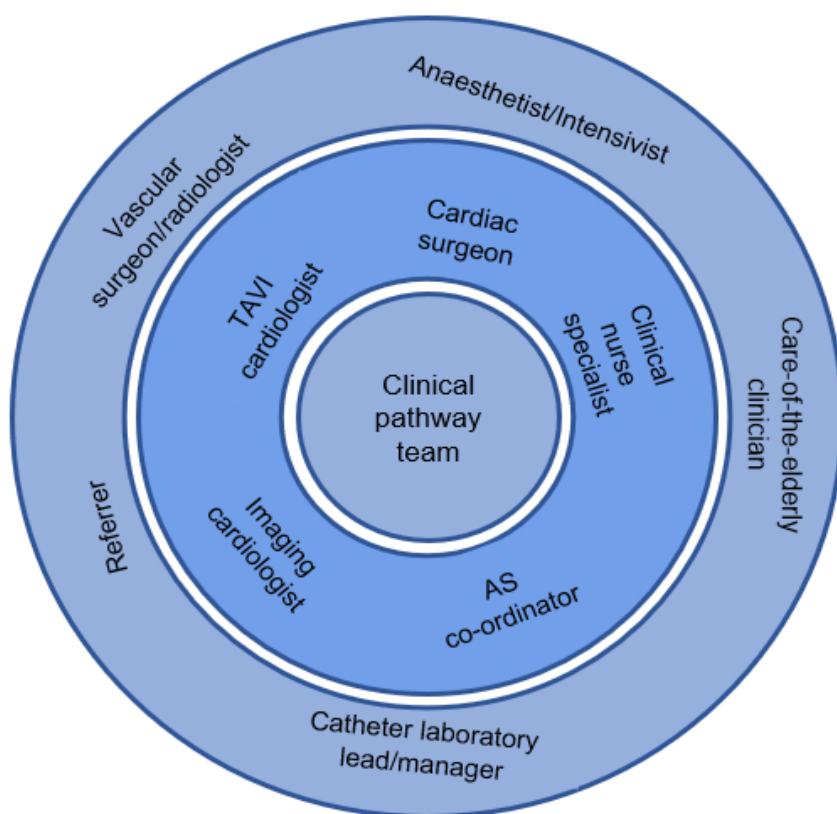 Anaesthetist/Intensivist
Vascular
surgeon/radiologist
Cardiac
surgeon
TAVI
cardiologist
Clinical
nurse
specialist
Care-of-the-elderly
clinician
Clinical
pathway
team
Referrer
Imaging
cardiologist
AS
co-ordinator
Catheter laboratory
lead/manager